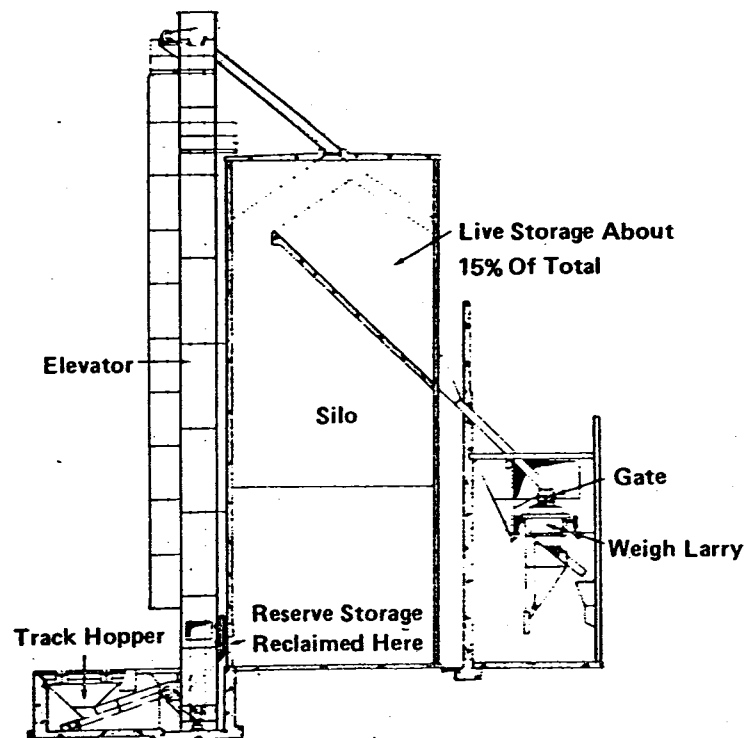 Live Storage About
15% Of Total
Elevator
Silo
Gate
Weigh Larry
Reserve Storage
Reclaimed Here
Track Hopper